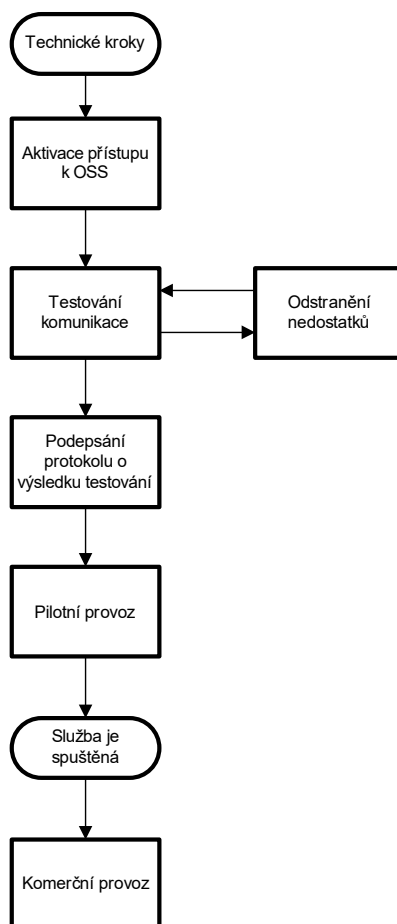 Technické kroky
Aktivace přístupu
k OSS
Testování
komunikace
Odstranění
nedostatků
Podepsání
protokolu o
výsledku testování
Pilotní provoz
Služba je
spuštěná
Komerční provoz